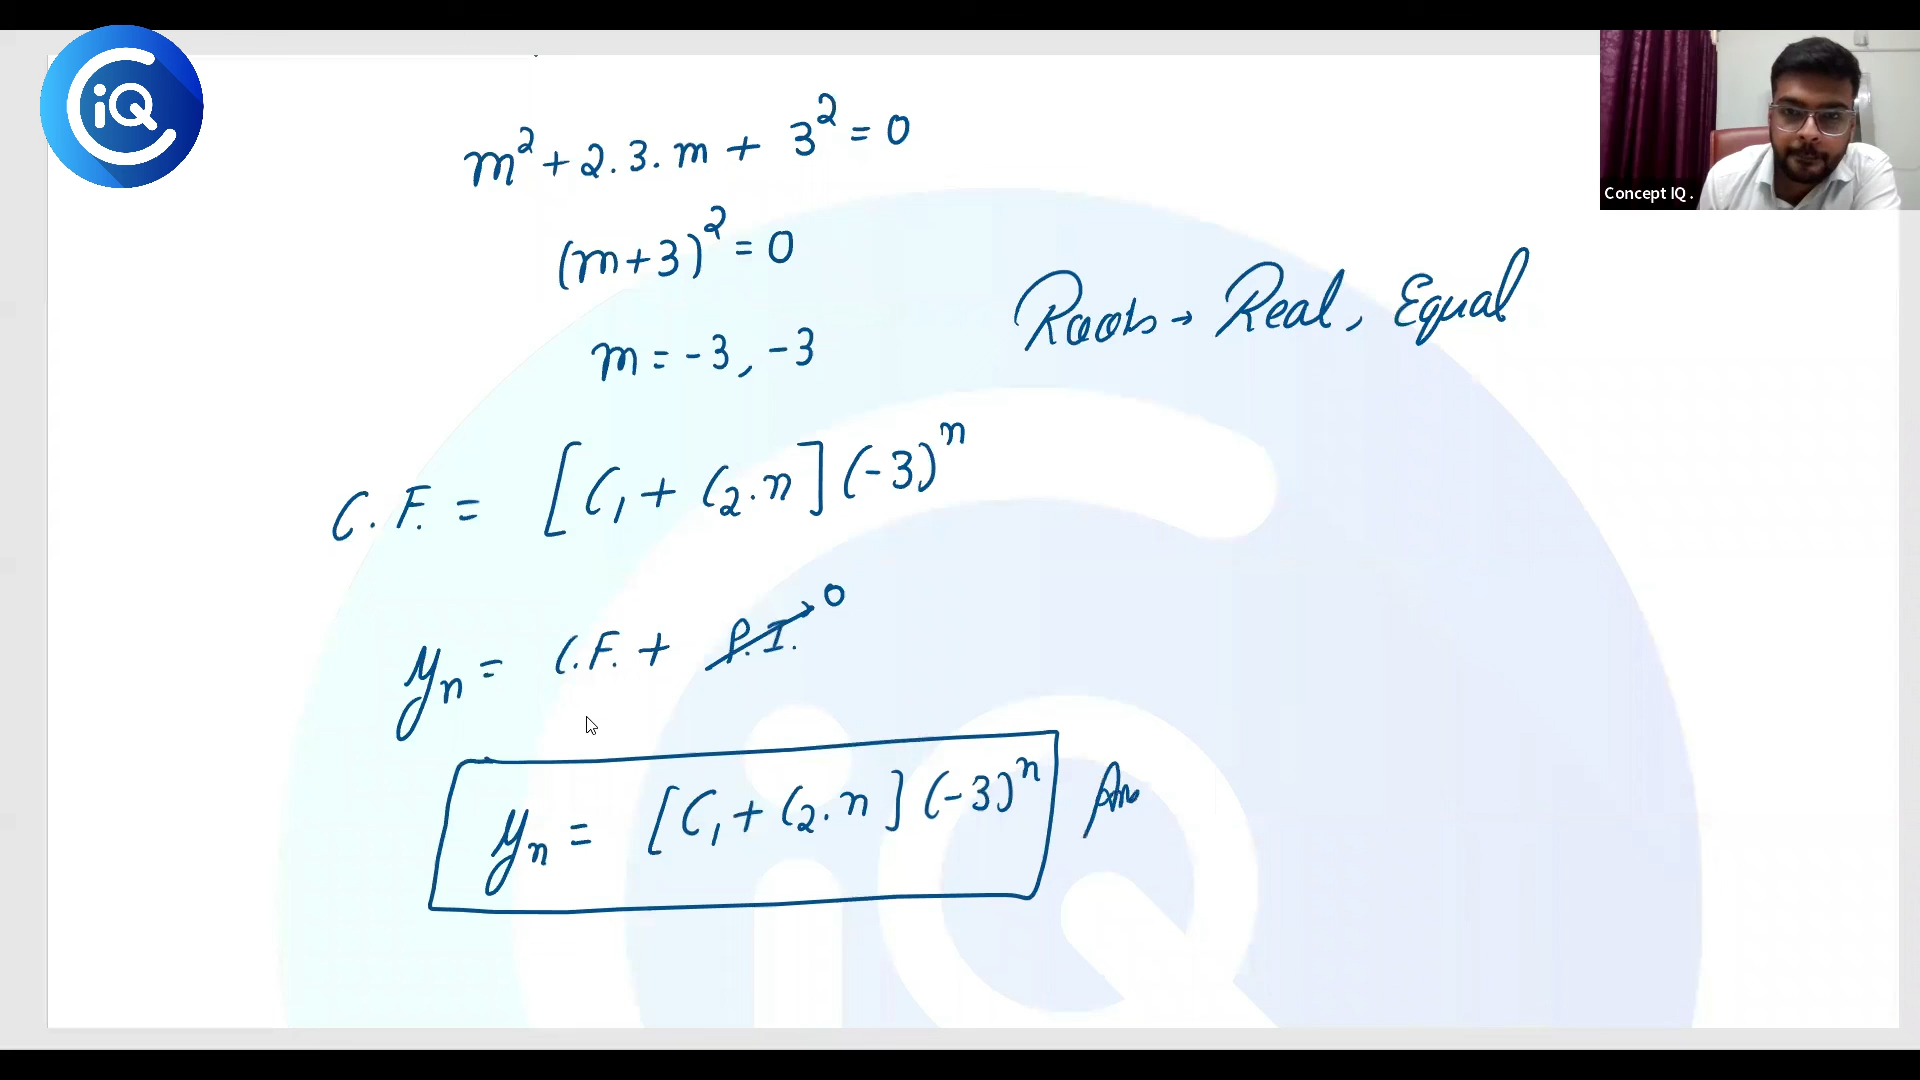 iQ
m² + 2.3.m + 3² = 0
(m+3)² = 0
Roots → Real, Equal
m = -3, -3
C.F. = [C₁ + C₂.n] (-3)ⁿ
yₙ = C.F. + P.I. 0
yₙ = [C₁ + C₂.n] (-3)ⁿ Ans
Concept IQ .